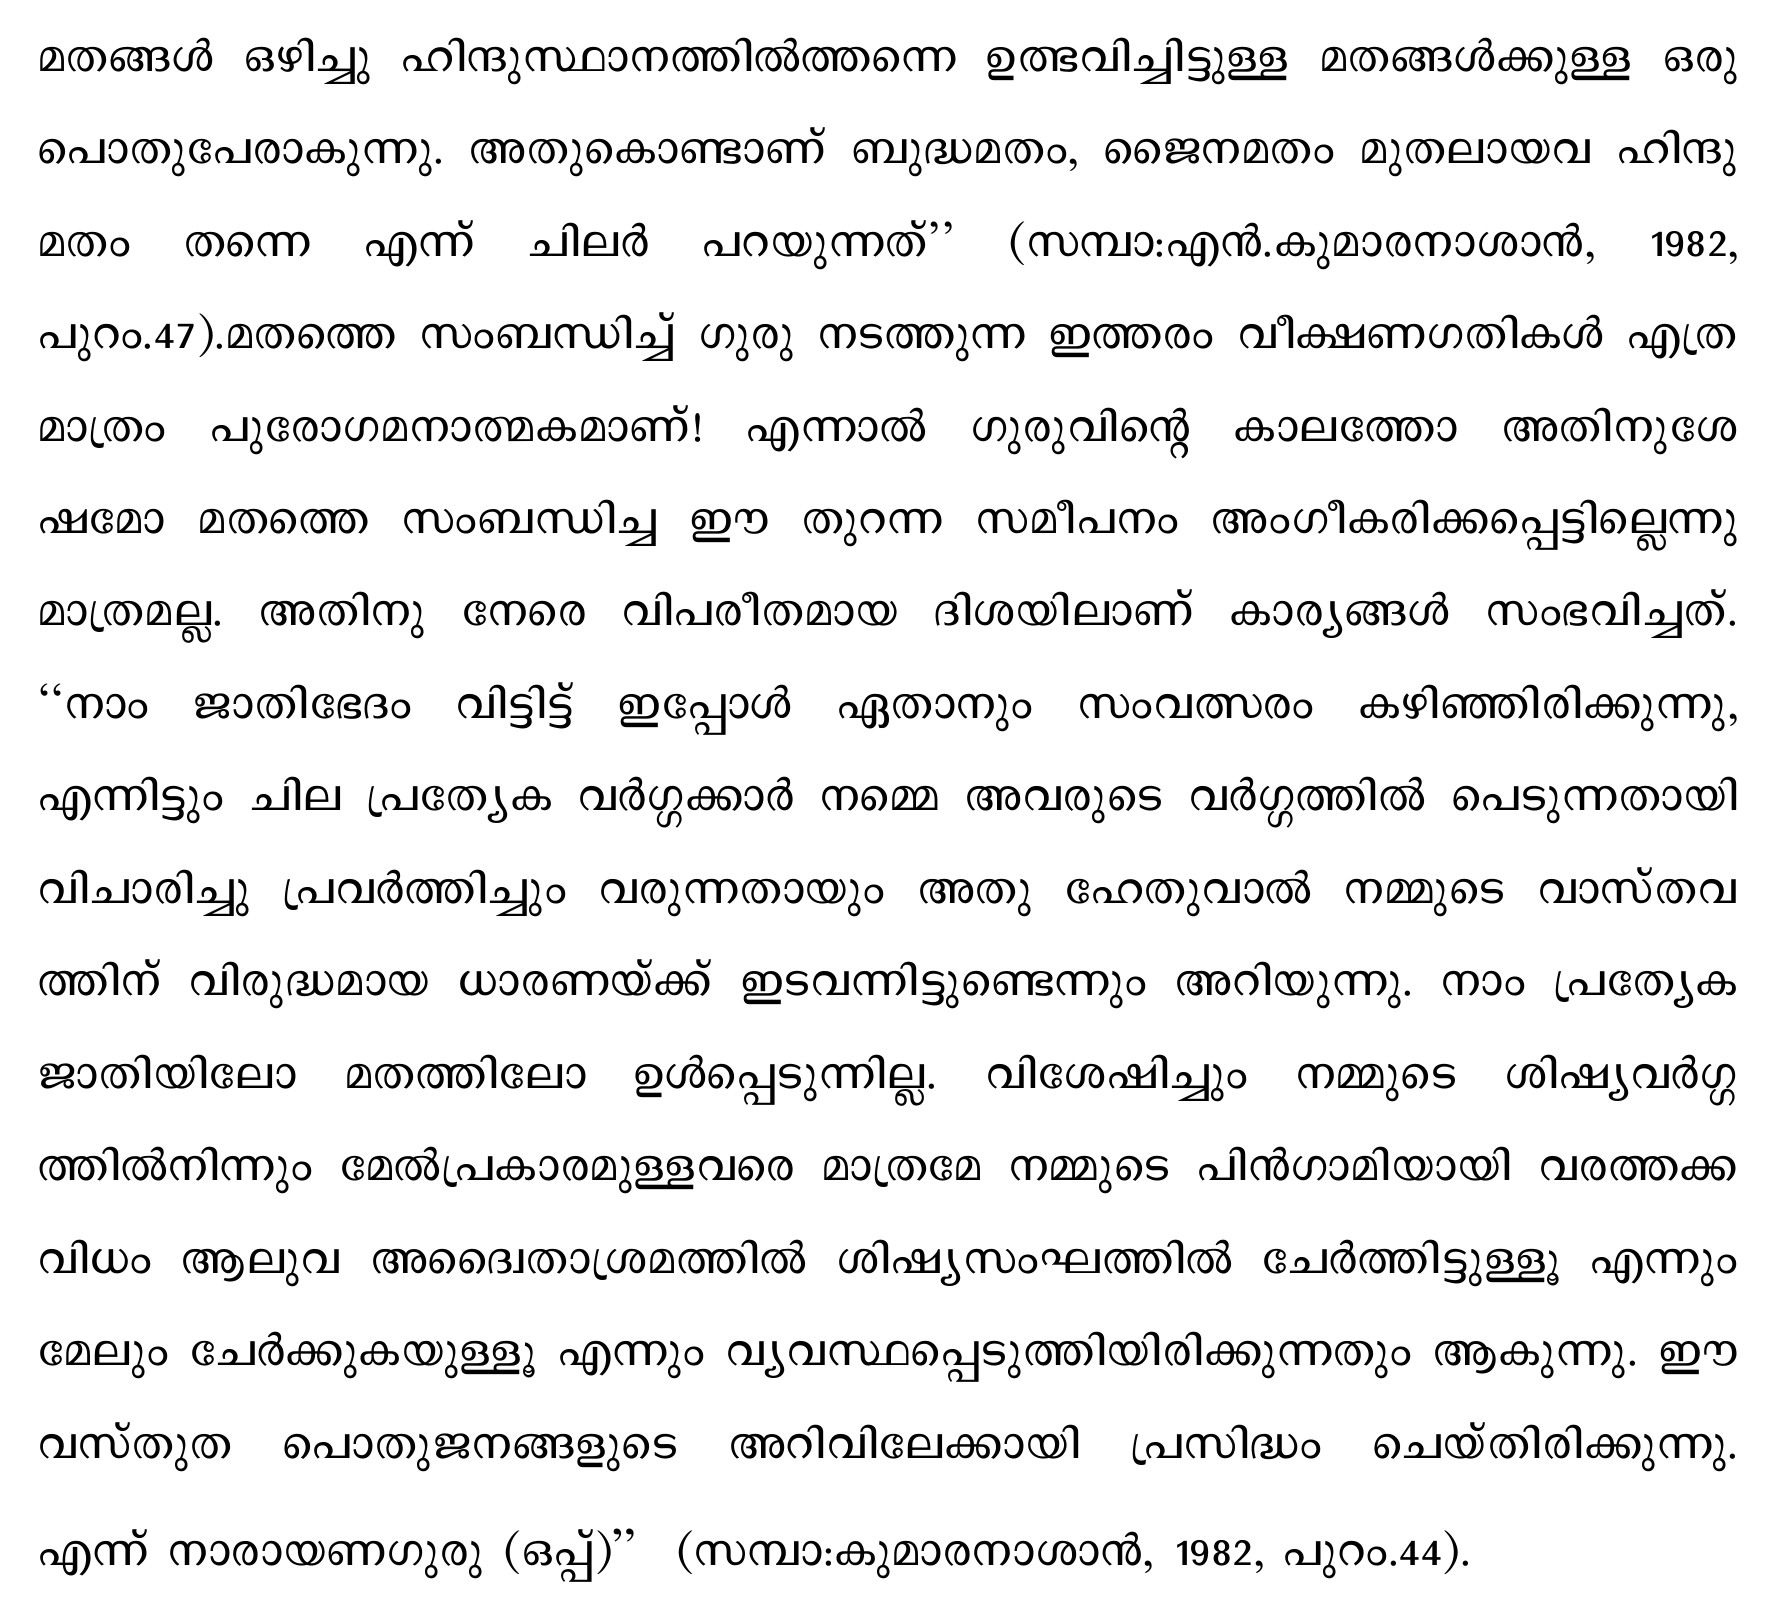 മതങ്ങൾ ഒഴിച്ചു ഹിന്ദുസ്ഥാനത്തിൽത്തന്നെ ഉത്ഭവിച്ചിട്ടുള്ള മതങ്ങൾക്കുള്ള ഒരു
പൊതുപേരാകുന്നു. അതുകൊണ്ടാണ് ബുദ്ധമതം, ജൈനമതം മുതലായവ ഹിന്ദു
മതം തന്നെ എന്ന് ചിലർ പറയുന്നത്’’ (സമ്പാ:എൻ.കുമാരനാശാൻ, 1982,
പുറം.47).മതത്തെ സംബന്ധിച്ച് ഗുരു നടത്തുന്ന ഇത്തരം വീക്ഷണഗതികൾ എത്ര
മാത്രം പുരോഗമനാത്മകമാണ്! എന്നാൽ ഗുരുവിന്റെ കാലത്തോ അതിനുശേ
ഷമോ മതത്തെ സംബന്ധിച്ച ഈ തുറന്ന സമീപനം അംഗീകരിക്കപ്പെട്ടില്ലെന്നു
മാത്രമല്ല. അതിനു നേരെ വിപരീതമായ ദിശയിലാണ് കാര്യങ്ങൾ സംഭവിച്ചത്.
‘‘നാം ജാതിഭേദം വിട്ടിട്ട് ഇപ്പോൾ ഏതാനും സംവത്സരം കഴിഞ്ഞിരിക്കുന്നു,
എന്നിട്ടും ചില പ്രത്യേക വർഗ്ഗക്കാർ നമ്മെ അവരുടെ വർഗ്ഗത്തിൽ പെടുന്നതായി
വിചാരിച്ചു പ്രവർത്തിച്ചും വരുന്നതായും അതു ഹേതുവാൽ നമ്മുടെ വാസ്തവ
ത്തിന് വിരുദ്ധമായ ധാരണയ്ക്ക് ഇടവന്നിട്ടുണ്ടെന്നും അറിയുന്നു. നാം പ്രത്യേക
ജാതിയിലോ മതത്തിലോ ഉൾപ്പെടുന്നില്ല. വിശേഷിച്ചും നമ്മുടെ ശിഷ്യവർഗ്ഗ
ത്തിൽനിന്നും മേൽപ്രകാരമുള്ളവരെ മാത്രമേ നമ്മുടെ പിൻഗാമിയായി വരത്തക്ക
വിധം ആലുവ അദ്വൈതാശ്രമത്തിൽ ശിഷ്യസംഘത്തിൽ ചേർത്തിട്ടുള്ളൂ എന്നും
മേലും ചേർക്കുകയുള്ളൂ എന്നും വ്യവസ്ഥപ്പെടുത്തിയിരിക്കുന്നതും ആകുന്നു. ഈ
വസ്തുത പൊതുജനങ്ങളുടെ അറിവിലേക്കായി പ്രസിദ്ധം ചെയ്തിരിക്കുന്നു.
എന്ന് നാരായണഗുരു (ഒപ്പ്)” (സമ്പാ:കുമാരനാശാൻ, 1982, പുറം.44).